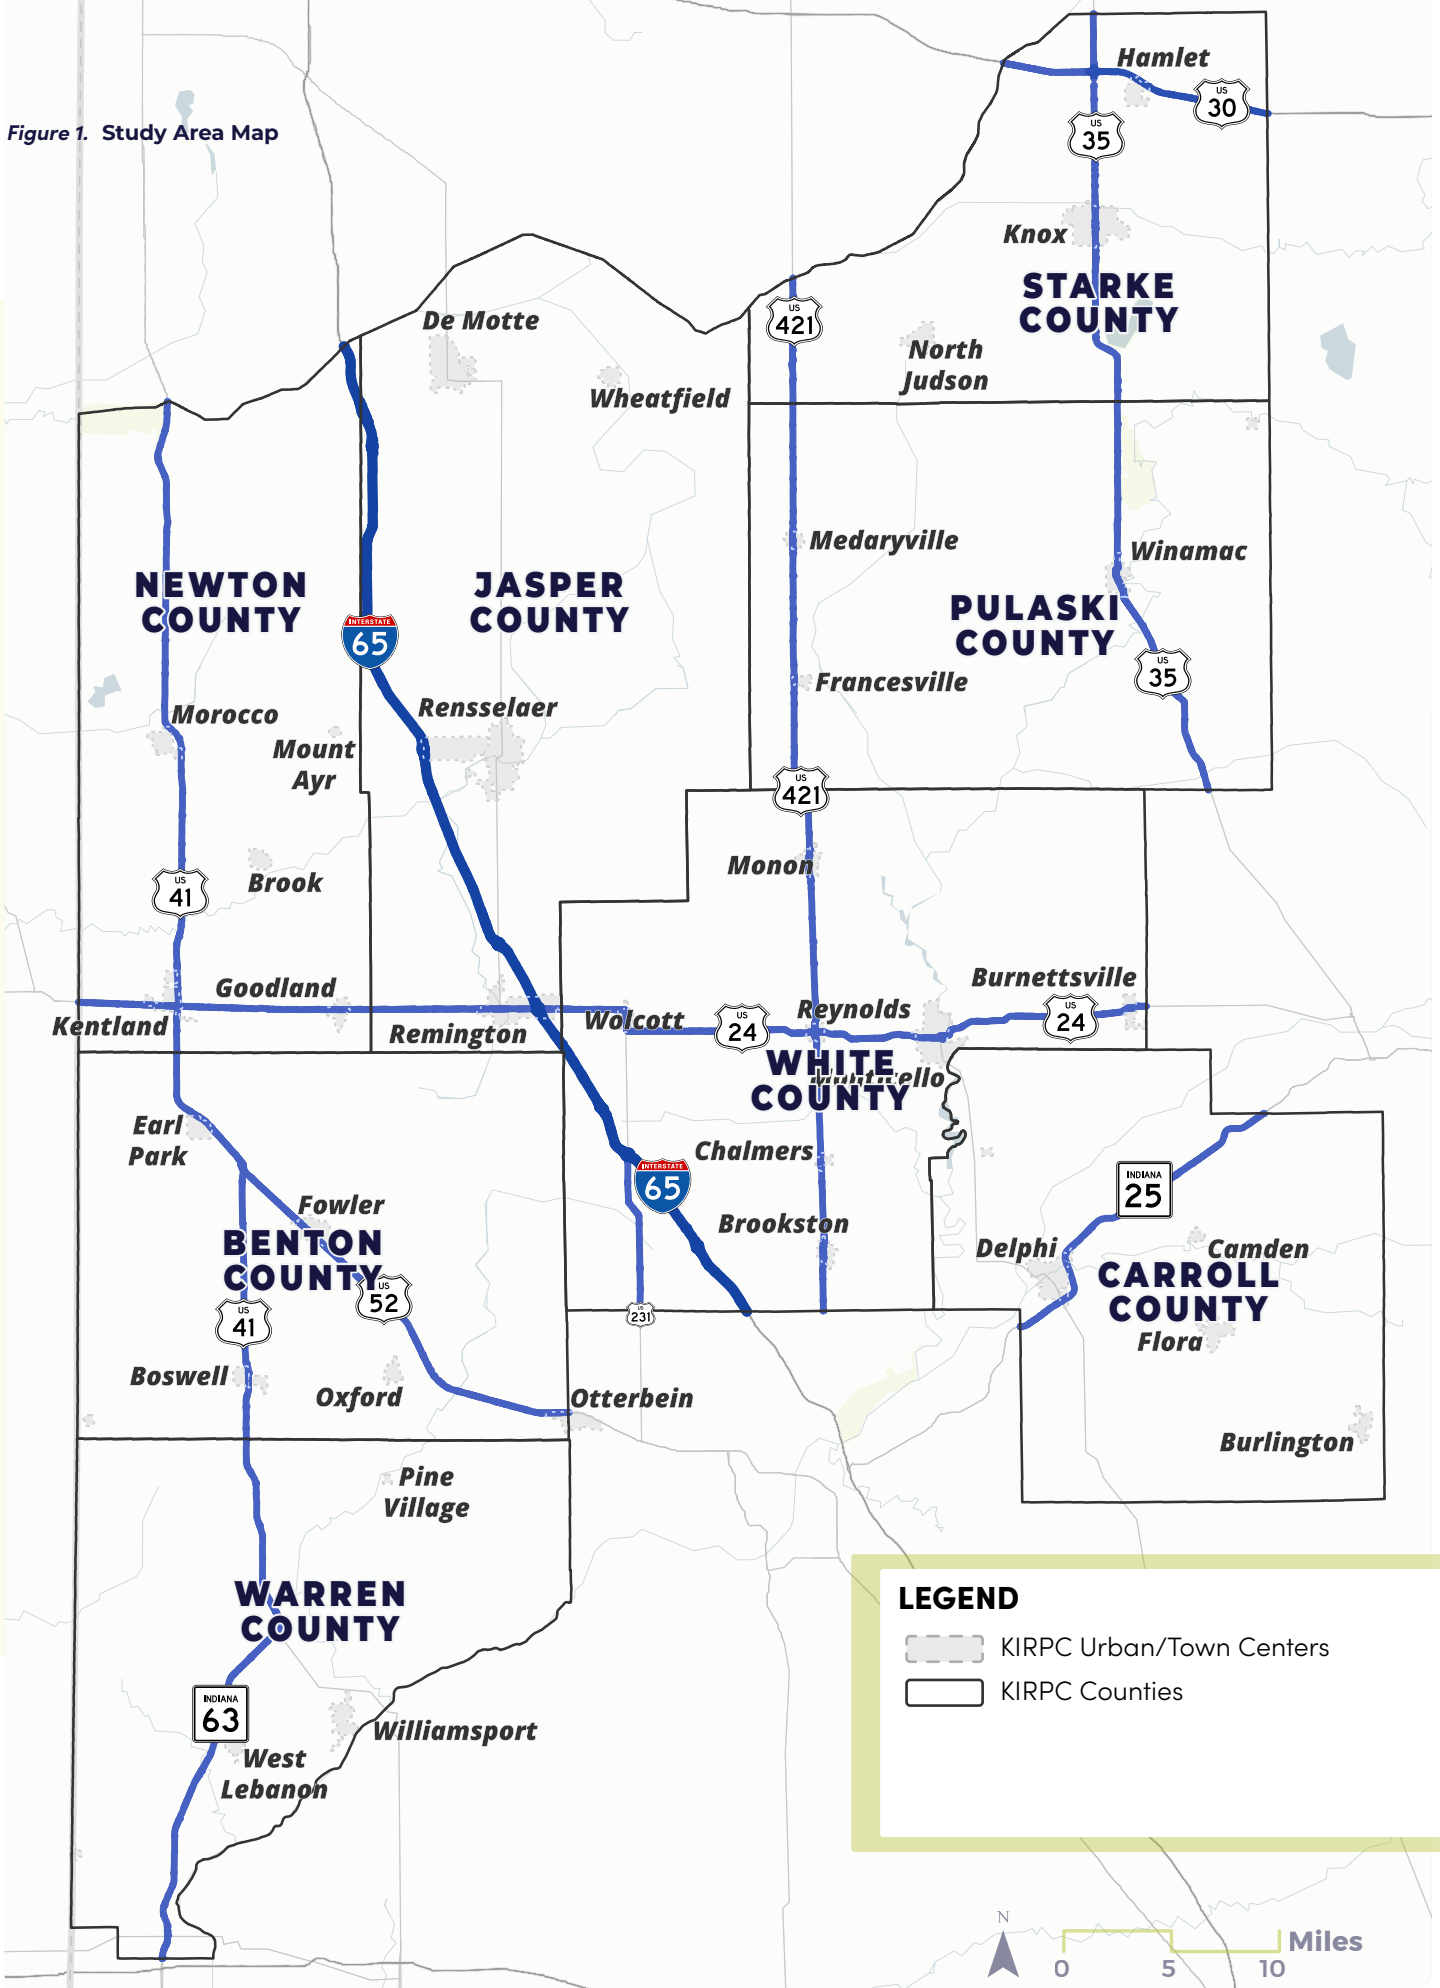 Hamlet
US
30
Figure 1. Study Area Map
US
35
Knox
STARKE
COUNTY
De Motte
US
421
North
Judson
Wheatfield
Medaryville
Winamac
NEWTON
COUNTY
JASPER
COUNTY
PULASKI
COUNTY
INTERSTATE
65
US
35
Francesville
Rensselaer
Morocco
Mount
Ayr
US
421
Monon
Brook
US
41
Goodland
Burnettsville
Kentland
Remington
Wolcott
US
24
Reynolds
US
24
WHITE
COUNTY
Monticello
Earl
Park
Chalmers
INTERSTATE
65
INDIANA
25
Fowler
Brookston
BENTON
COUNTY
Delphi
Camden
CARROLL
COUNTY
US
52
US
41
US
231
Flora
Boswell
Oxford
Otterbein
Burlington
Pine
Village
WARREN
COUNTY
LEGEND
KIRPC Urban/Town Centers
KIRPC Counties
INDIANA
63
Williamsport
West
Lebanon
N
Miles
0 5 10